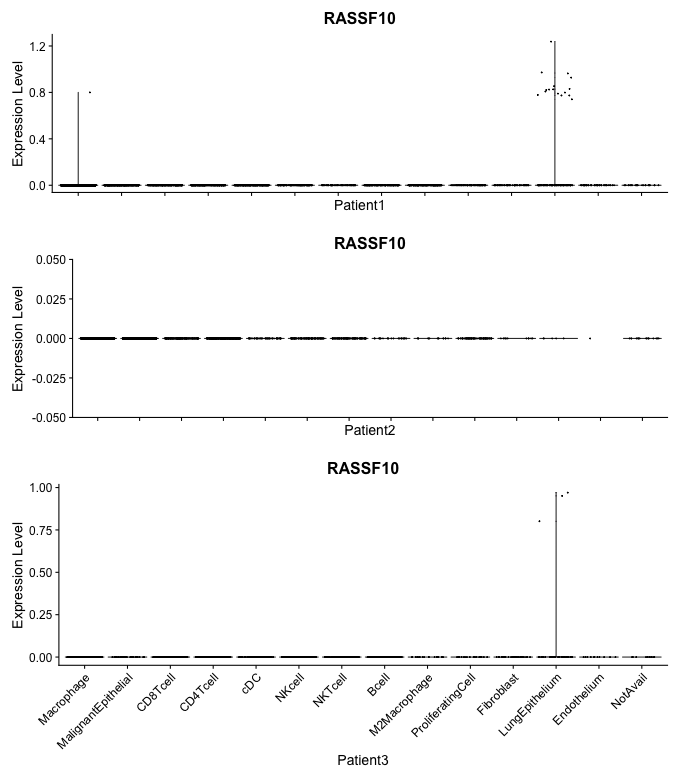 RASSF10
Expression Level
1.2
0.8
0.4
0.0
Patient1
RASSF10
Expression Level
0.050
0.025
0.000
-0.025
-0.050
Patient2
RASSF10
Expression Level
1.00
0.75
0.50
0.25
0.00
Macrophage
MalignantEpithelial
CD8Tcell
CD4Tcell
cDC
NKcell
NKTcell
Bcell
M2Macrophage
ProliferatingCell
Fibroblast
LungEpithelium
Endothelium
NotAvail
Patient3